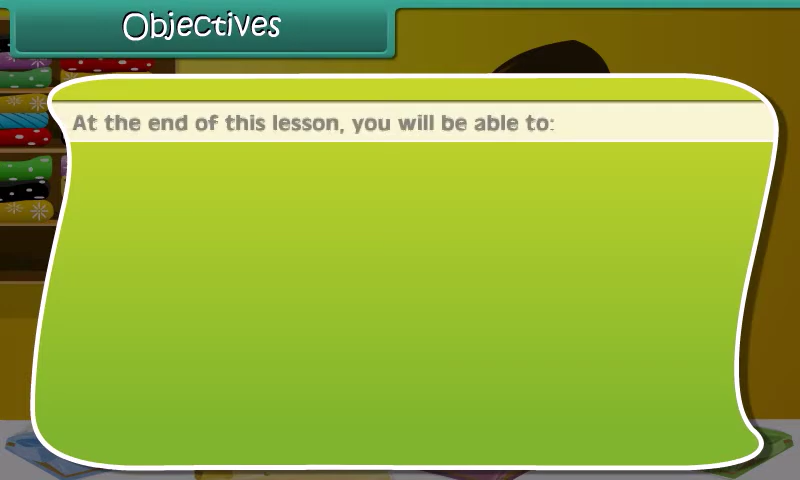 Objectives
At the end of this lesson, you will be able to: